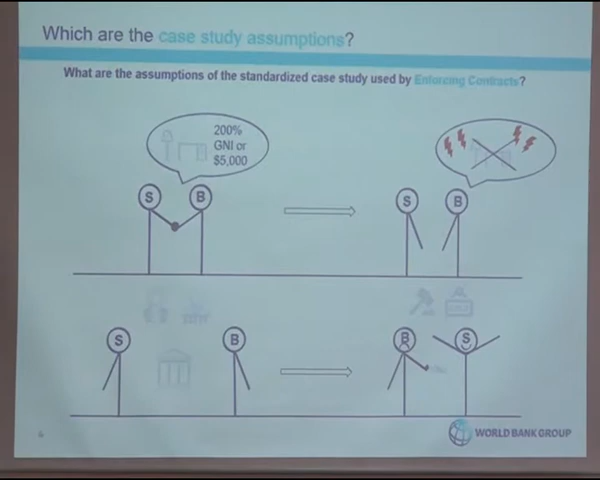 Which are the case study assumptions?
What are the assumptions of the standardized case study used by Enforcing Contracts?
200%
GNI or
$5,000
S B
S B
S B
B S
WORLD BANK GROUP